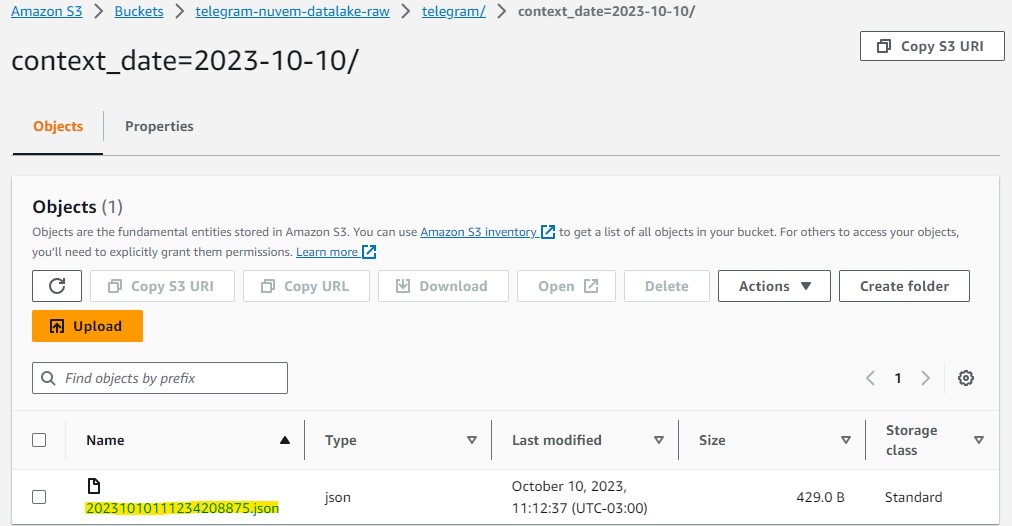 Amazon S3 > Buckets > telegram-nuvem-datalake-raw > telegram/ > context_date=2023-10-10/
context_date=2023-10-10/
Copy S3 URI
Objects
Properties
Objects (1)
Objects are the fundamental entities stored in Amazon S3. You can use Amazon S3 inventory to get a list of all objects in your bucket. For others to access your objects,
you'll need to explicitly grant them permissions. Learn more
Copy S3 URI
Copy URL
Download
Open
Delete
Actions
Create folder
Upload
Find objects by prefix
1
Name
Type
Last modified
Size
Storage
class
20231010111234208875.json
json
October 10, 2023,
11:12:37 (UTC-03:00)
429.0 B
Standard